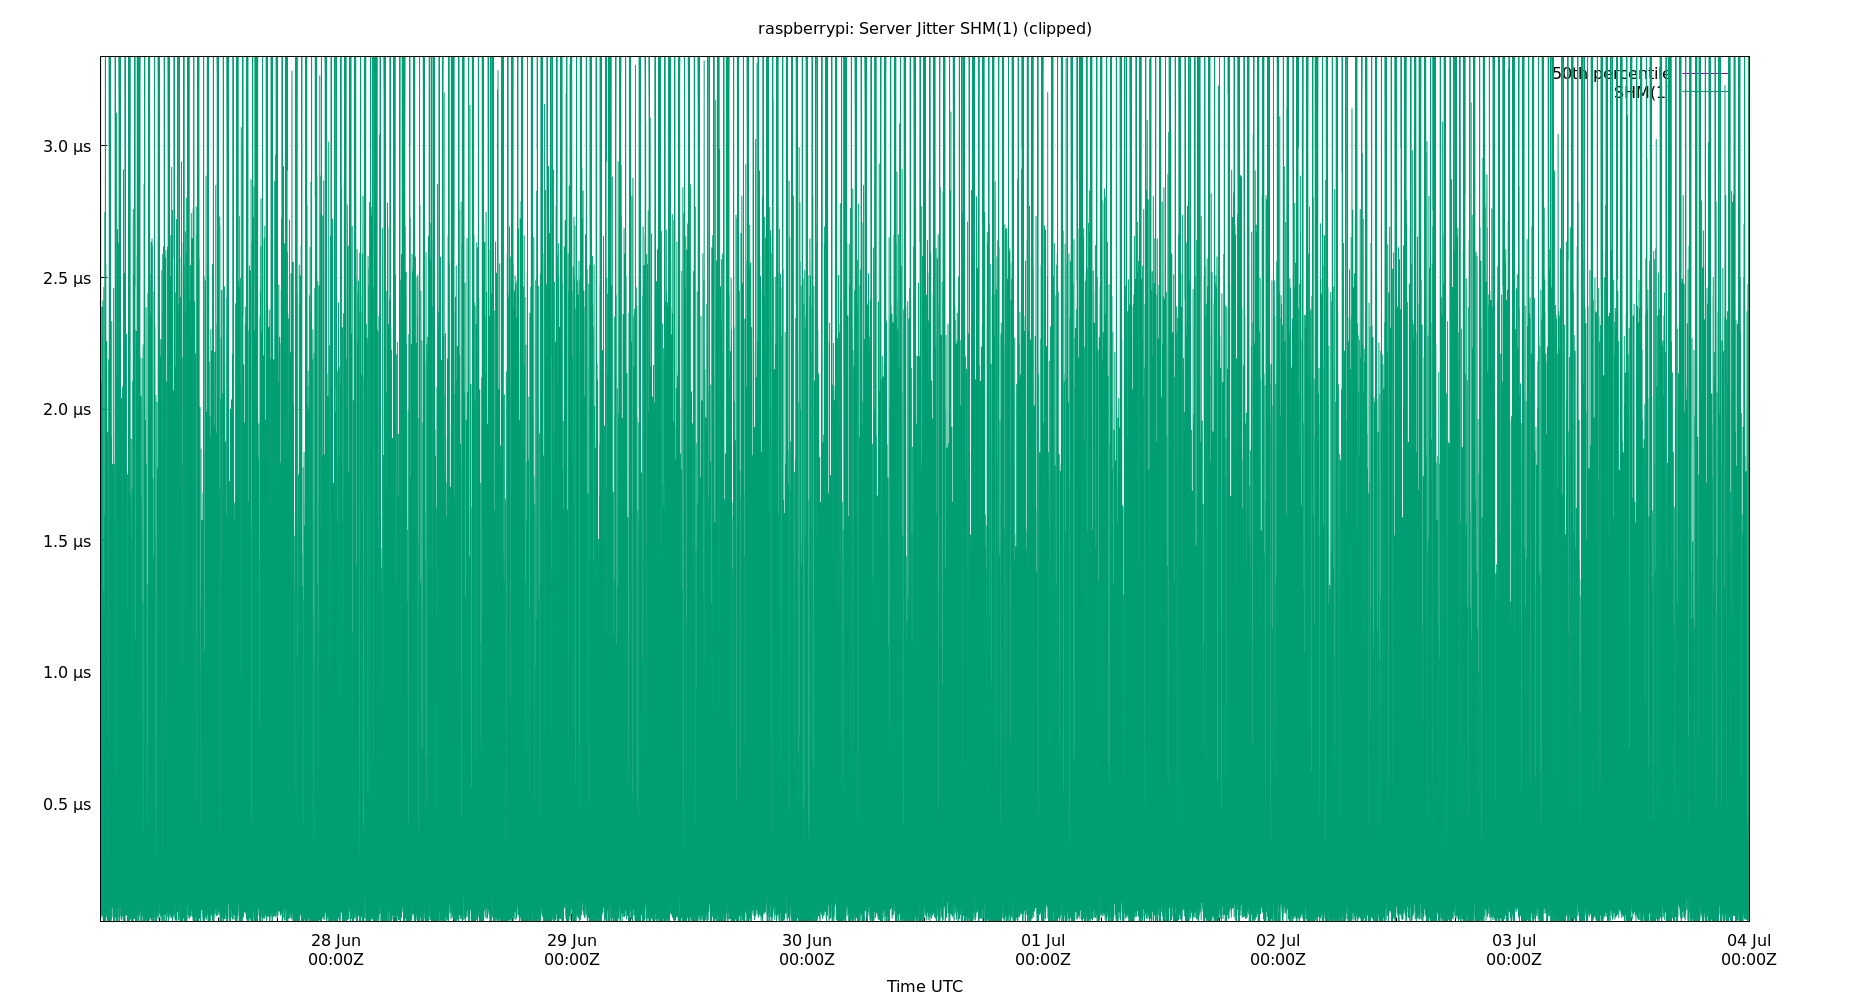 raspberrypi: Server Jitter SHM(1) (clipped)
50th percentile
SHM(1)
3.0 µs
2.5 µs
2.0 µs
1.5 µs
1.0 µs
0.5 µs
28 Jun 29 Jun 30 Jun 01 Jul 02 Jul 03 Jul 04 Jul
00:00Z 00:00Z 00:00Z 00:00Z 00:00Z 00:00Z 00:00Z
Time UTC